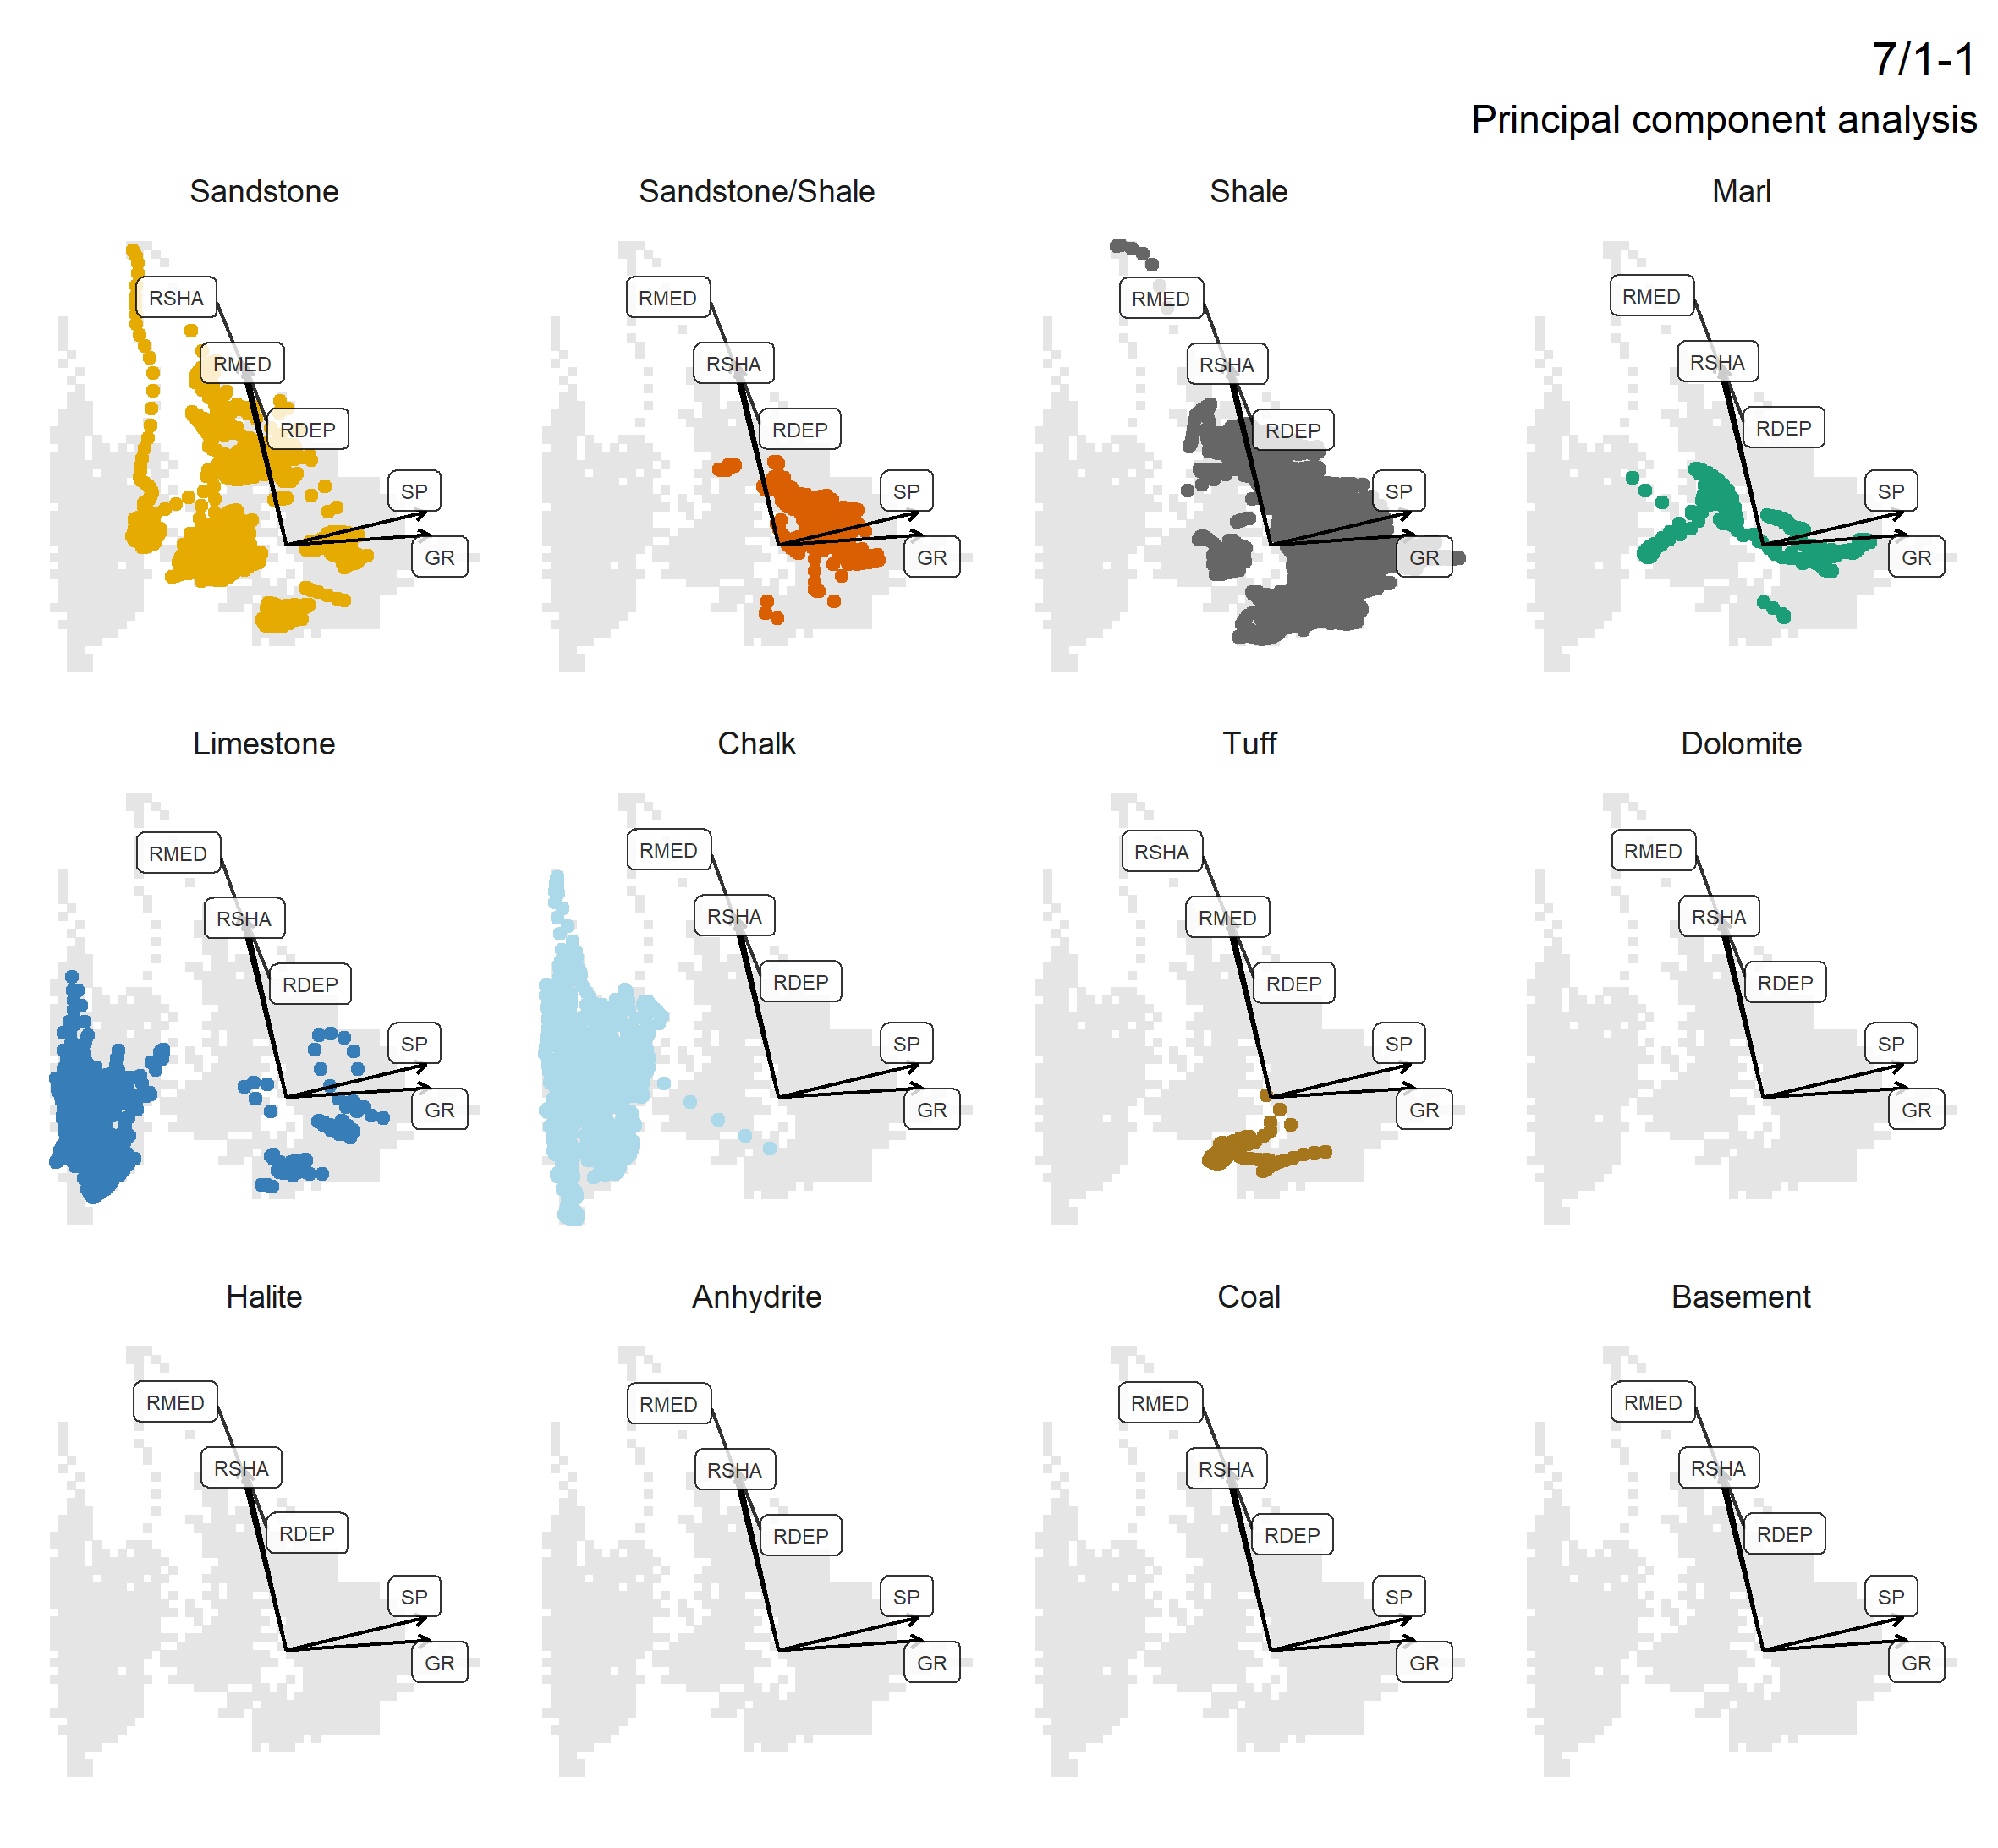 7/1-1
Principal component analysis
Sandstone
RSHA
RMED
RDEP
SP
GR
Sandstone/Shale
RMED
RSHA
RDEP
SP
GR
Shale
RMED
RSHA
RDEP
SP
GR
Marl
RMED
RSHA
RDEP
SP
GR
Limestone
RMED
RSHA
RDEP
SP
GR
Chalk
RMED
RSHA
RDEP
SP
GR
Tuff
RSHA
RMED
RDEP
SP
GR
Dolomite
RMED
RSHA
RDEP
SP
GR
Halite
RMED
RSHA
RDEP
SP
GR
Anhydrite
RMED
RSHA
RDEP
SP
GR
Coal
RMED
RSHA
RDEP
SP
GR
Basement
RMED
RSHA
RDEP
SP
GR